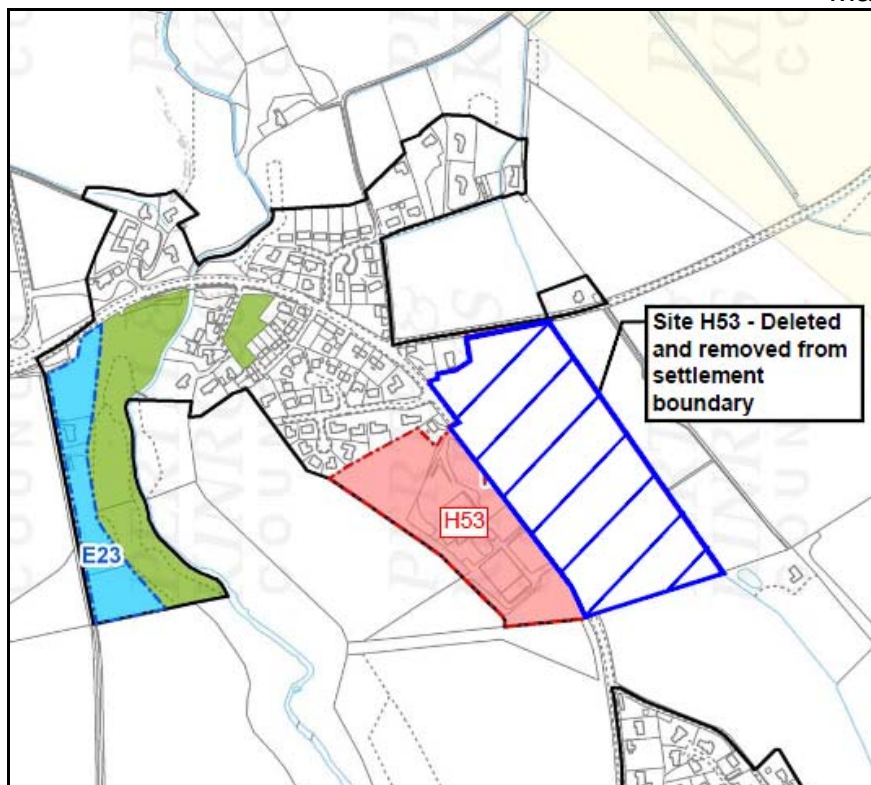 Site H53 - Deleted
and removed from
settlement
boundary
H53
E23